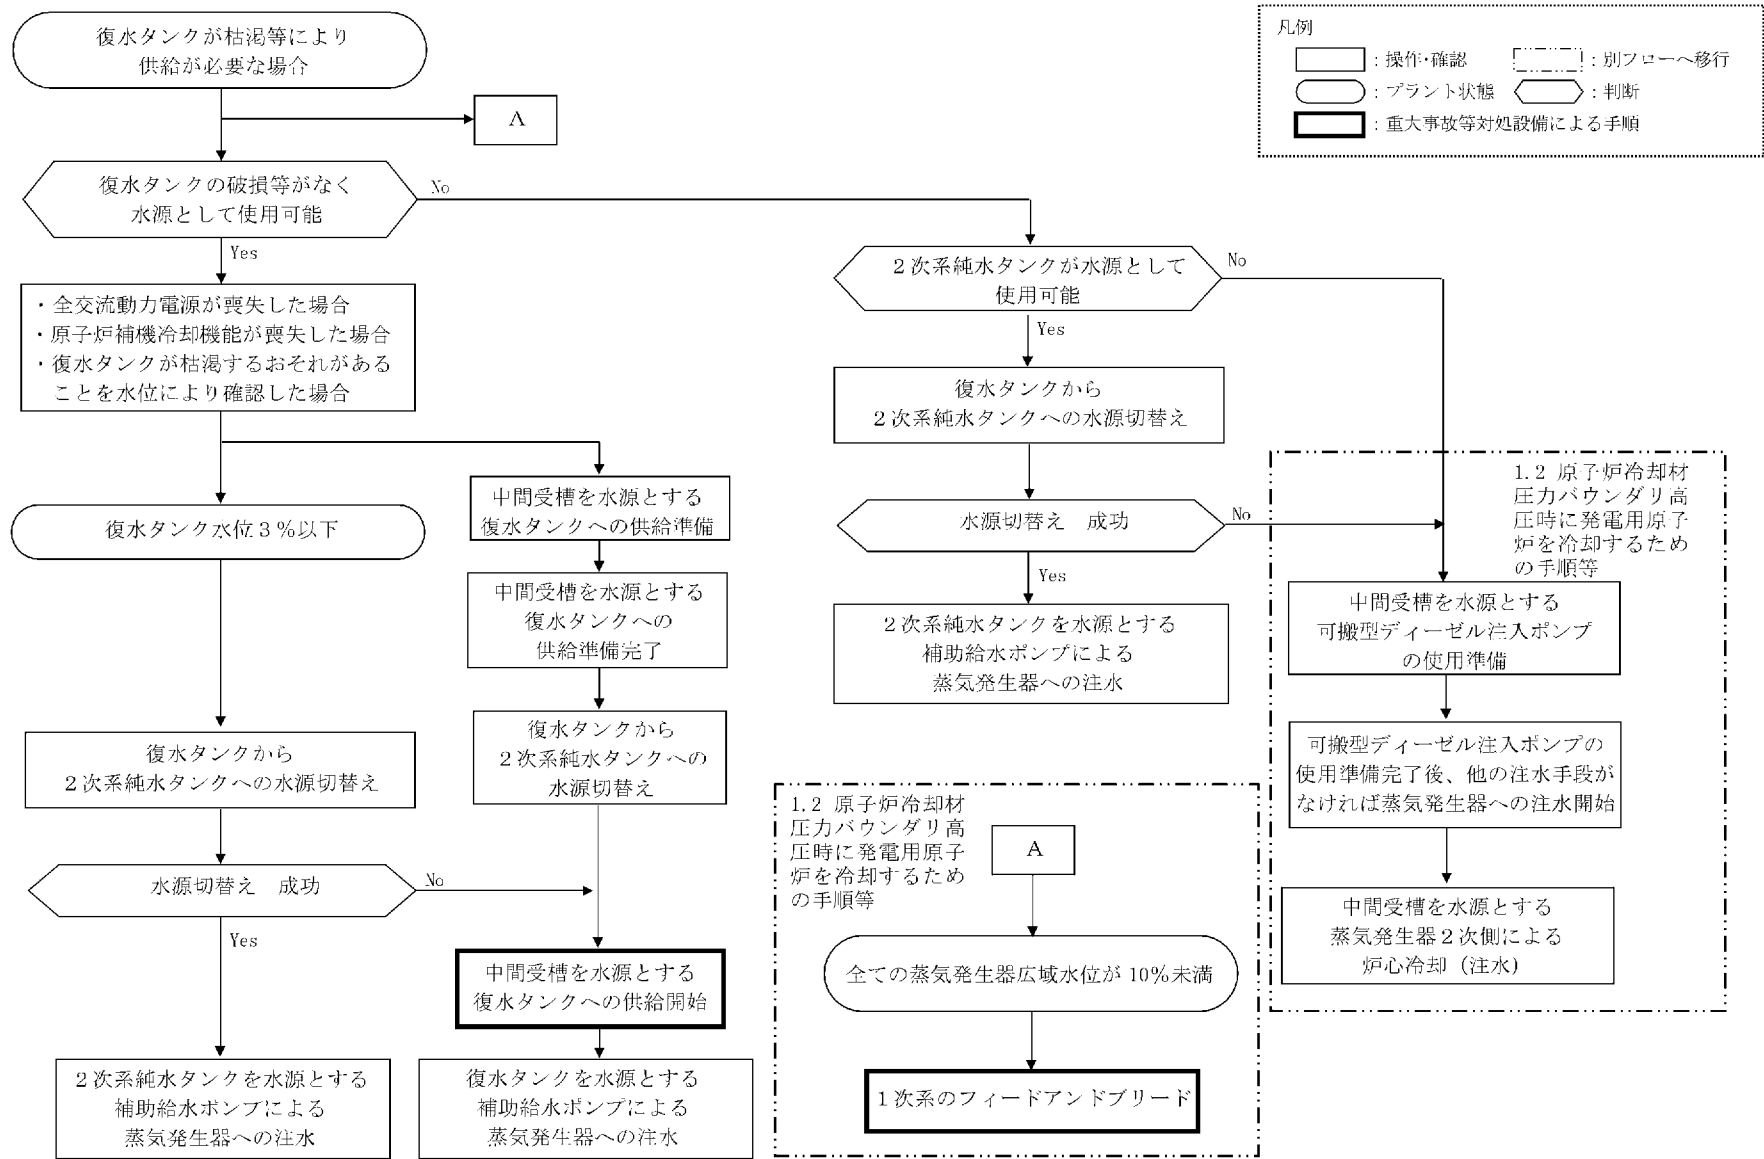 復水タンクが枯渇等により
供給が必要な場合
A
復水タンクの破損等がなく
水源として使用可能
No
Yes
・全交流動力電源が喪失した場合
・原子炉補機冷却機能が喪失した場合
・復水タンクが枯渇するおそれがある
ことを水位により確認した場合
復水タンク水位3%以下
中間受槽を水源とする
復水タンクへの供給準備
中間受槽を水源とする
復水タンクへの
供給準備完了
復水タンクから
2次系純水タンクへの水源切替え
復水タンクから
2次系純水タンクへの
水源切替え
水源切替え 成功
No
Yes
中間受槽を水源とする
復水タンクへの供給開始
2次系純水タンクを水源とする
補助給水ポンプによる
蒸気発生器への注水
復水タンクを水源とする
補助給水ポンプによる
蒸気発生器への注水
凡例
:操作・確認
:別フローへ移行
:プラント状態
:判断
:重大事故等対処設備による手順
2次系純水タンクが水源として
使用可能
No
Yes
復水タンクから
2次系純水タンクへの水源切替え
水源切替え 成功
No
Yes
2次系純水タンクを水源とする
補助給水ポンプによる
蒸気発生器への注水
1.2 原子炉冷却材
圧力バウンダリ高
圧時に発電用原子
炉を冷却するため
の手順等
中間受槽を水源とする
可搬型ディーゼル注入ポンプ
の使用準備
可搬型ディーゼル注入ポンプの
使用準備完了後、他の注水手段が
なければ蒸気発生器への注水開始
中間受槽を水源とする
蒸気発生器2次側による
炉心冷却(注水)
1.2 原子炉冷却材
圧力バウンダリ高
圧時に発電用原子
炉を冷却するため
の手順等
A
全ての蒸気発生器広域水位が10%未満
1次系のフィードアンドブリード